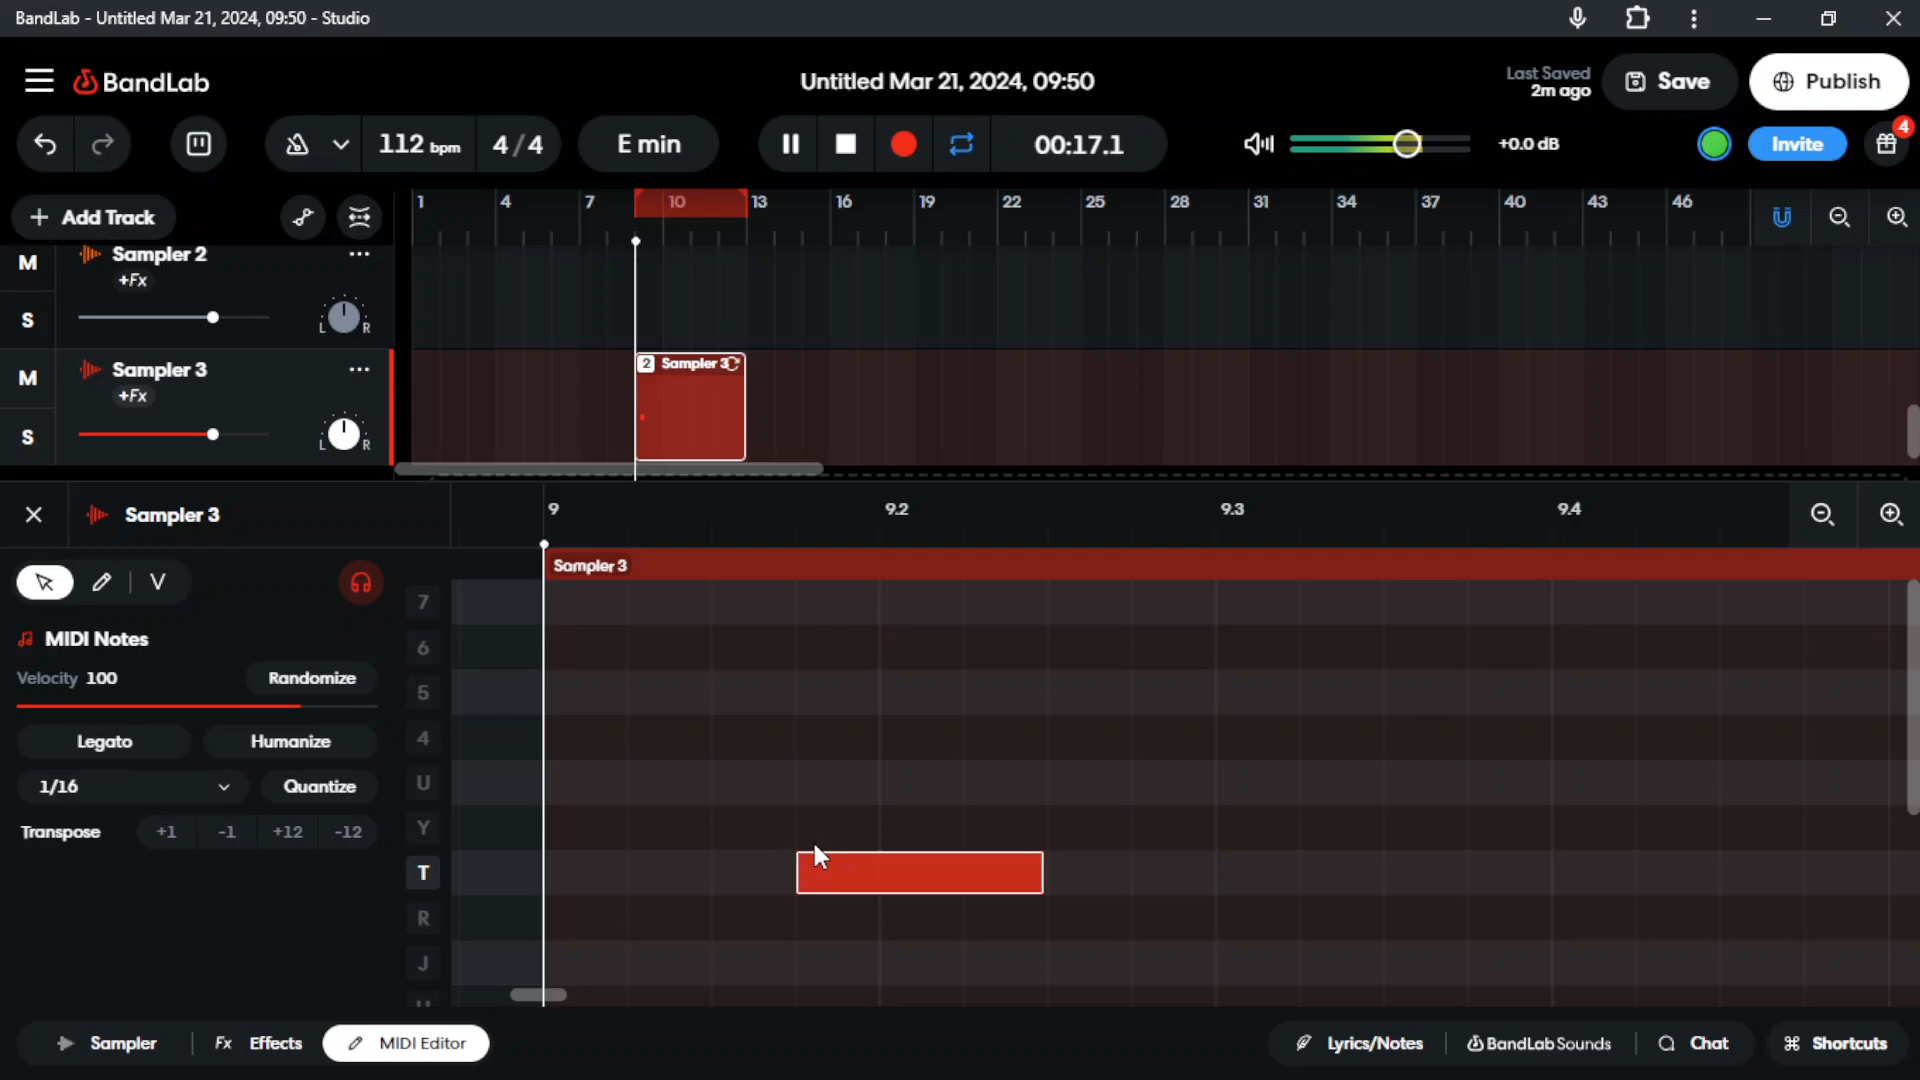 BandLab - Untitled Mar 21, 2024, 09:50 - Studio
BandLab
Untitled Mar 21, 2024, 09:50
Last Saved
2m ago
Save
Publish
112 bpm
4/4
E min
00:17.1
+0.0 dB
Invite
4
+ Add Track
1 4 7 10 13 16 19 22 25 28 31 34 37 40 43 46
M
Sampler 2
+Fx
S
L R
M
Sampler 3
+Fx
S
L R
2 Sampler 3
Sampler 3
9 9.2 9.3 9.4
Sampler 3
V
MIDI Notes
Velocity 100
Randomize
Legato
Humanize
1/16
Quantize
Transpose
+1 -1 +12 -12
7
6
5
4
U
Y
T
R
J
Sampler
Fx Effects
MIDI Editor
Lyrics/Notes
BandLab Sounds
Chat
⌘ Shortcuts